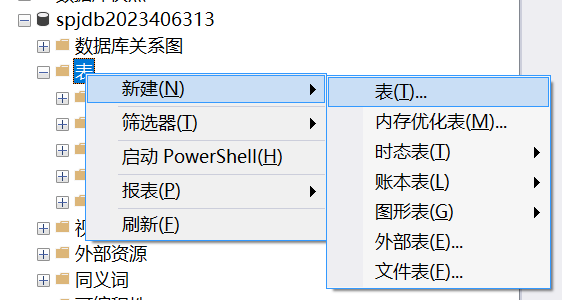 spjdb2023406313
数据库关系图
表
新建(N)
表(T)...
筛选器(T)
内存优化表(M)...
启动 PowerShell(H)
时态表(T)
报表(P)
账本表(L)
刷新(F)
图形表(G)
外部表(E)...
外部资源
文件表(F)...
同义词